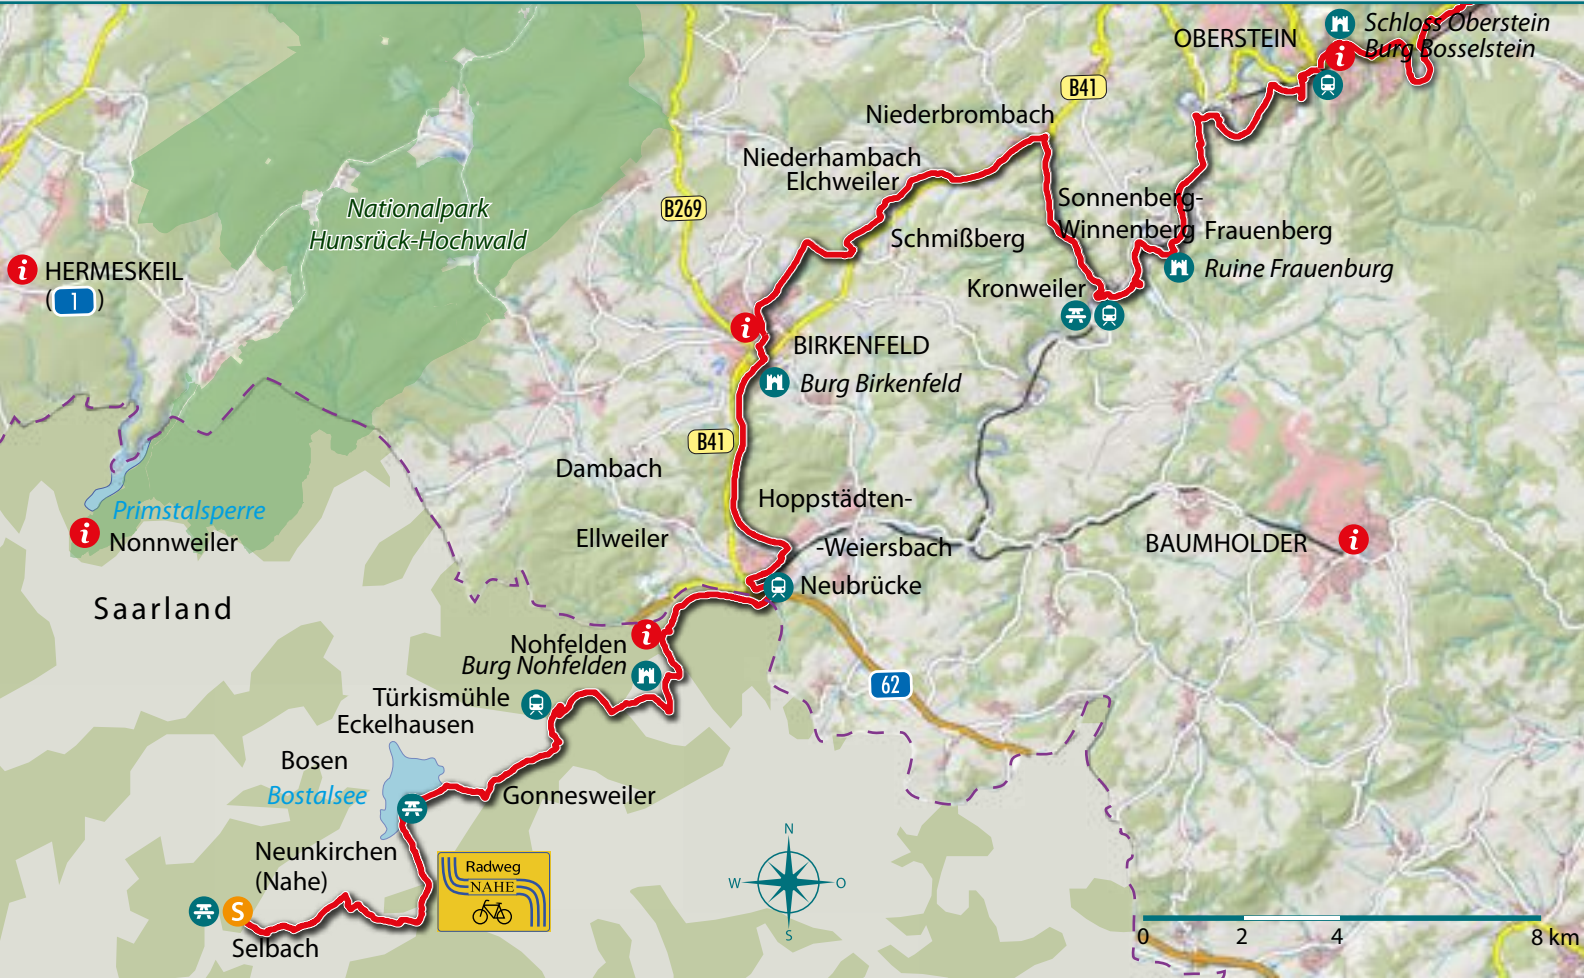 Schloss Oberstein
Burg Bosselstein
OBERSTEIN
B41
Niederbrombach
Niederhambach
Elchweiler
Nationalpark
Hunsrück-Hochwald
B269
Sonnenberg-
Winnenberg
Frauenberg
Schmißberg
Ruine Frauenburg
HERMESKEIL
(1)
Kronweiler
BIRKENFELD
Burg Birkenfeld
B41
Dambach
Hoppstädten-
Primstalsperre
Nonnweiler
Ellweiler
-Weiersbach
BAUMHOLDER
Neubrücke
Saarland
Nohfelden
Burg Nohfelden
62
Türkismühle
Eckelhausen
Bosen
Bostalsee
Gonnesweiler
Neunkirchen
(Nahe)
Radweg
NAHE
N
W
O
S
S
Selbach
0 2 4 8 km
i
i
i
i
i
i